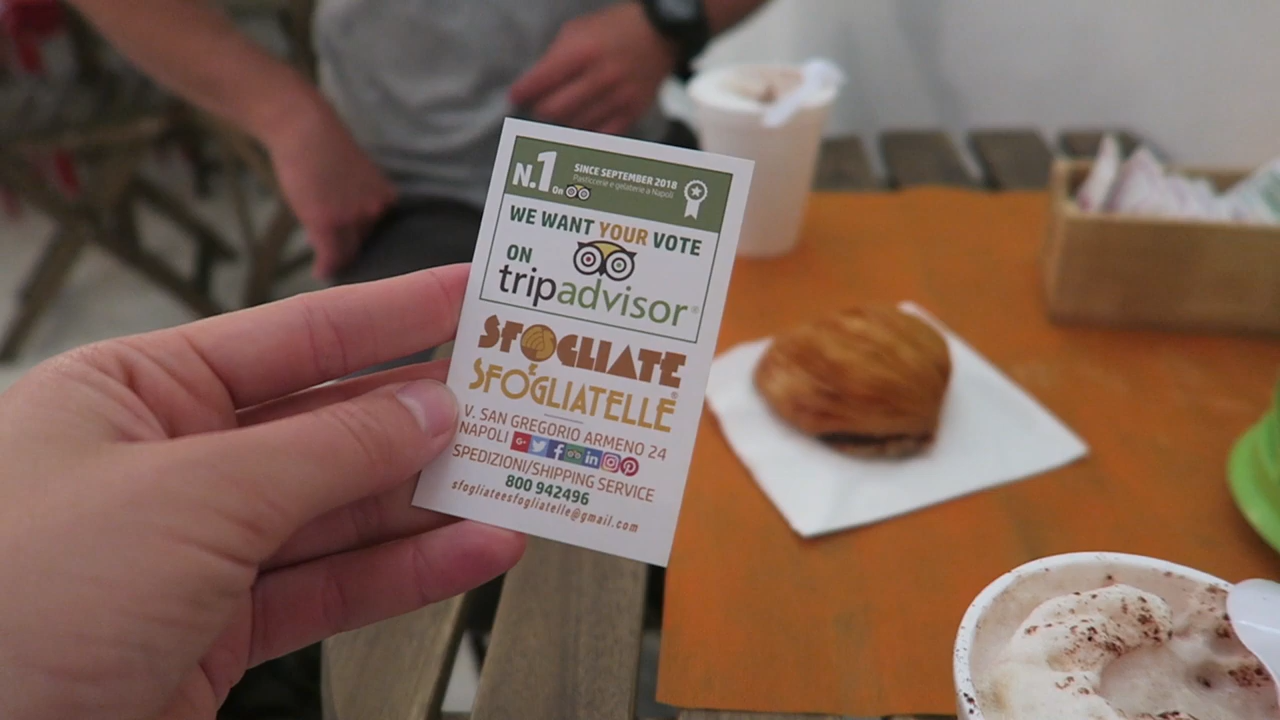 N.1 On SINCE SEPTEMBER 2018
Pasticcerie e gelaterie a Napoli
WE WANT YOUR VOTE
ON
tripadvisor®
SFOGLIATE
E
SFOGLIATELLE®
V. SAN GREGORIO ARMENO 24
NAPOLI
SPEDIZIONI/SHIPPING SERVICE
800 942496
sfogliateesfogliatelle@gmail.com